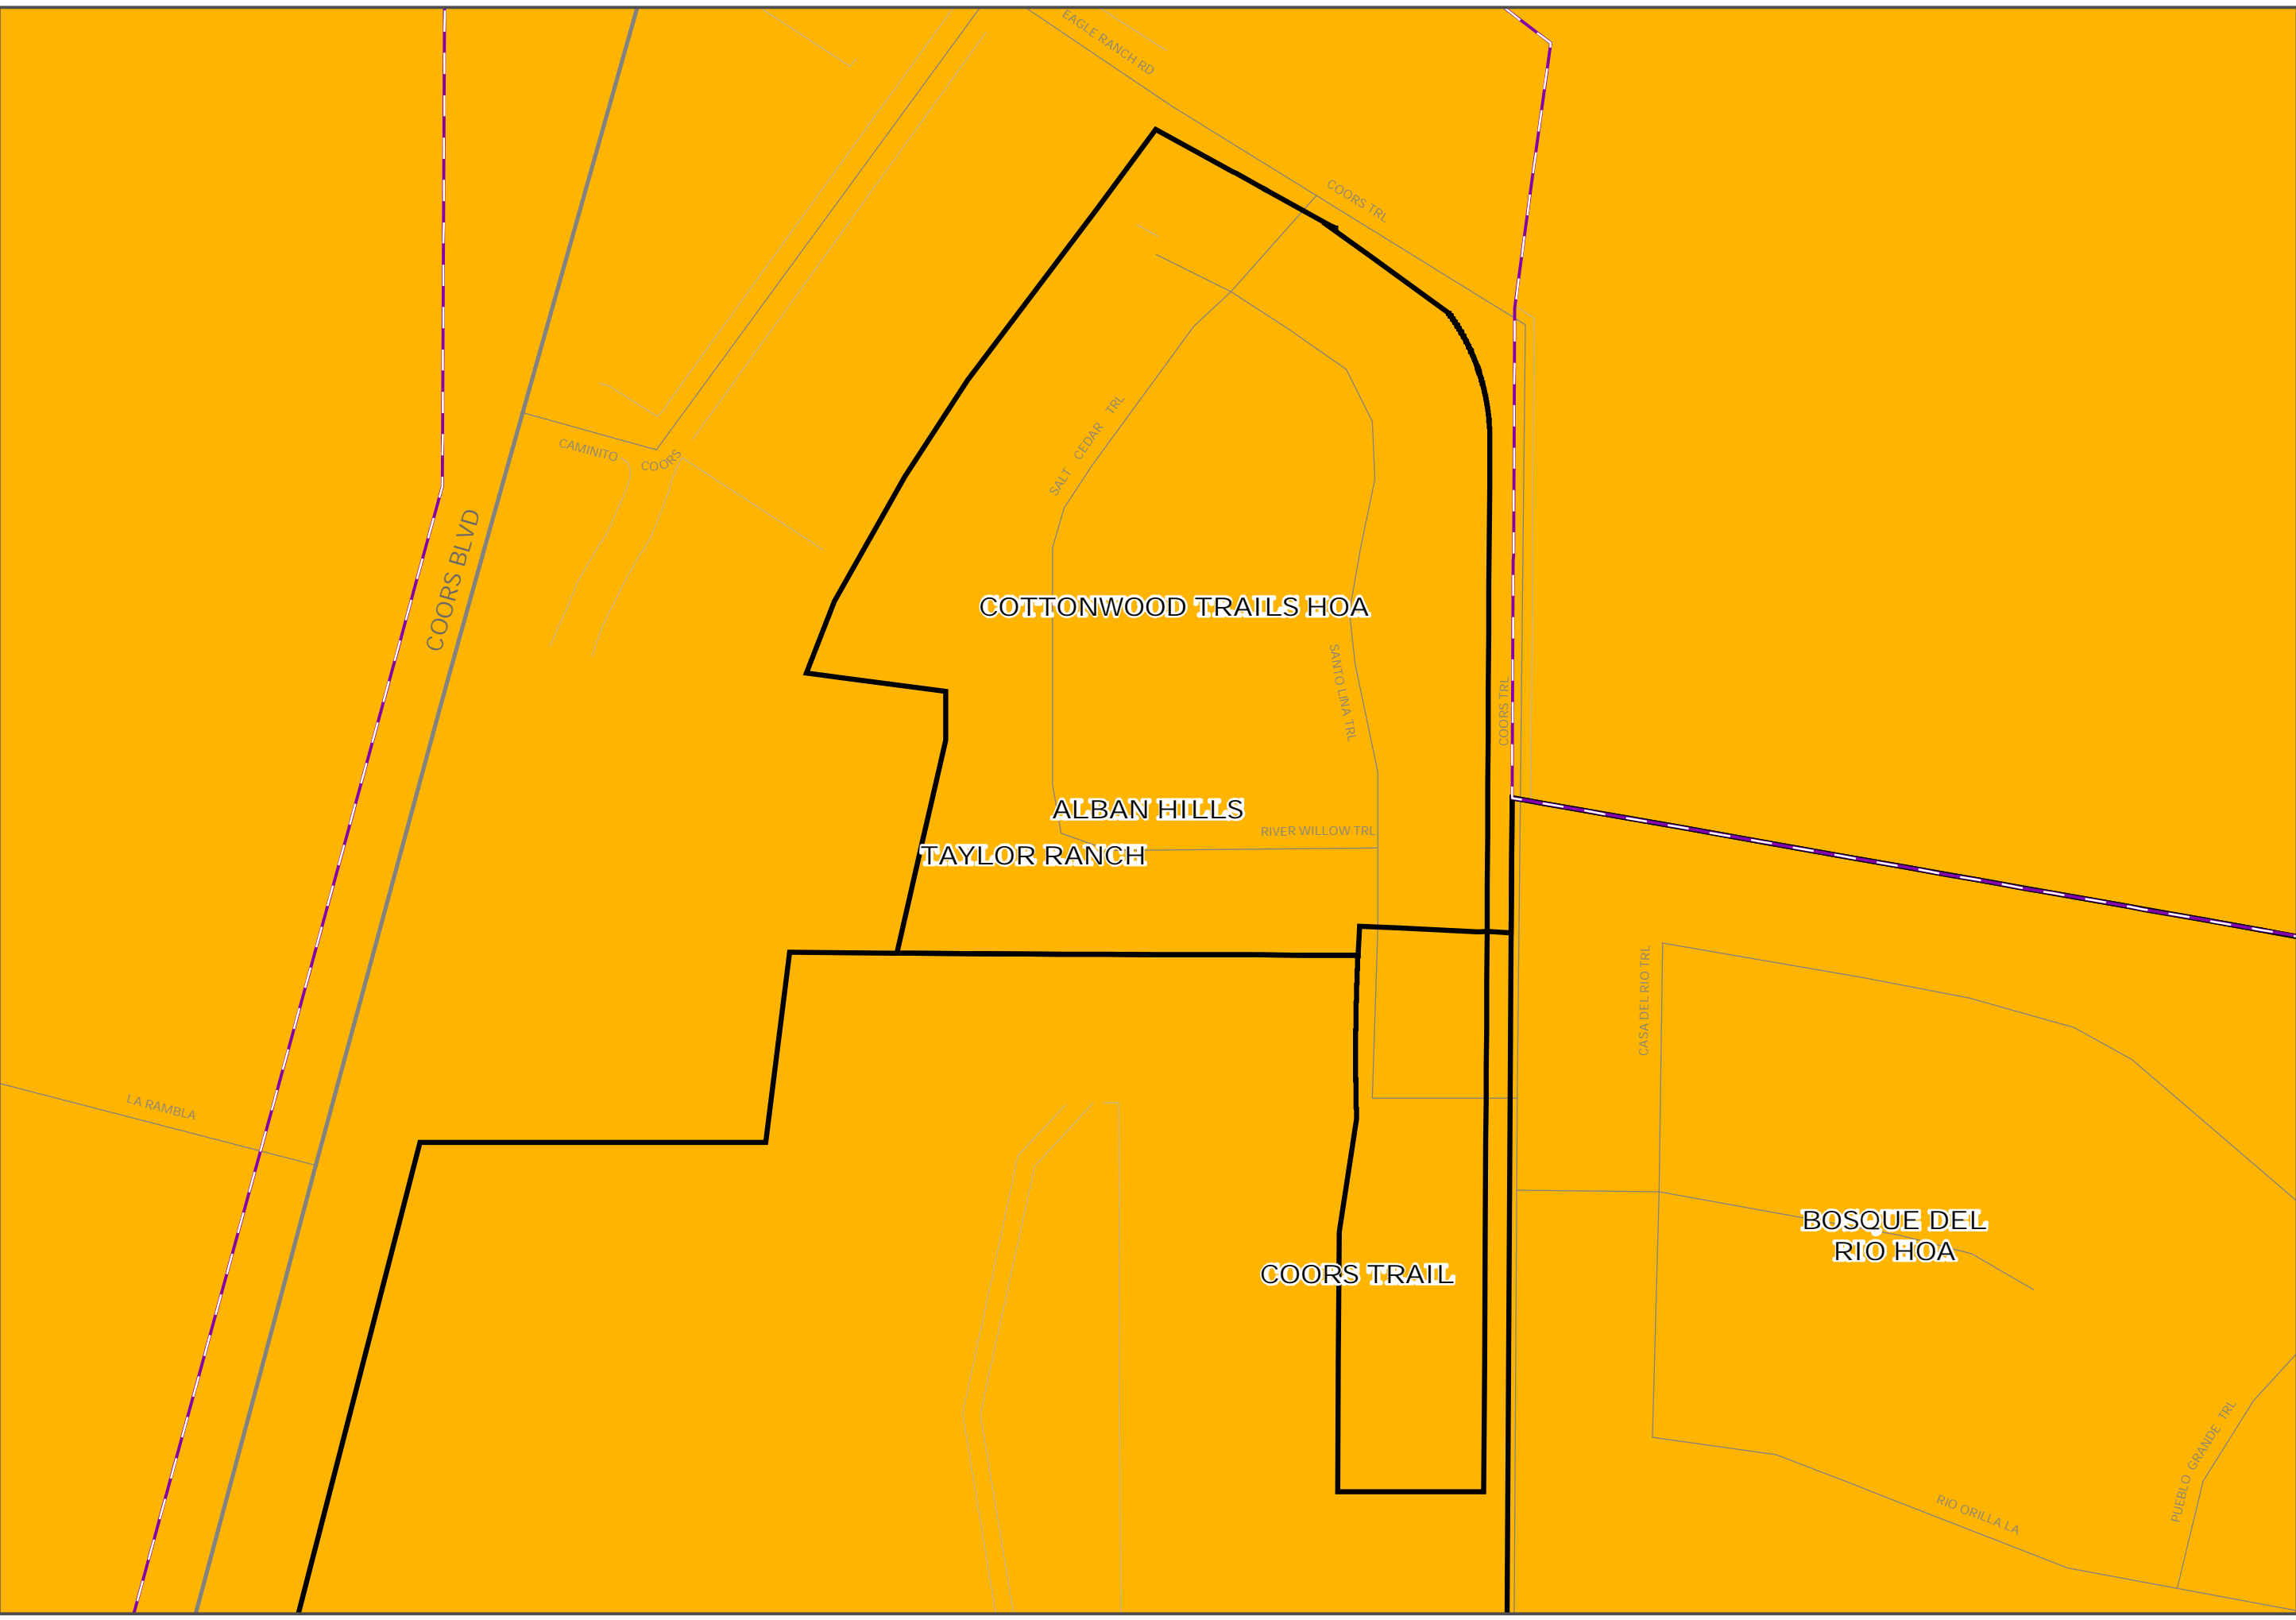 EAGLE RANCH RD
COORS TRL
SALT CEDAR TRL
CAMINITO COORS
COORS BLVD
COTTONWOOD TRAILS HOA
SANTO LINA TRL
COORS TRL
ALBAN HILLS
RIVER WILLOW TRL
TAYLOR RANCH
CASA DEL RIO TRL
LA RAMBLA
BOSQUE DEL
RIO HOA
COORS TRAIL
PUEBLO GRANDE TRL
RIO ORILLA LA